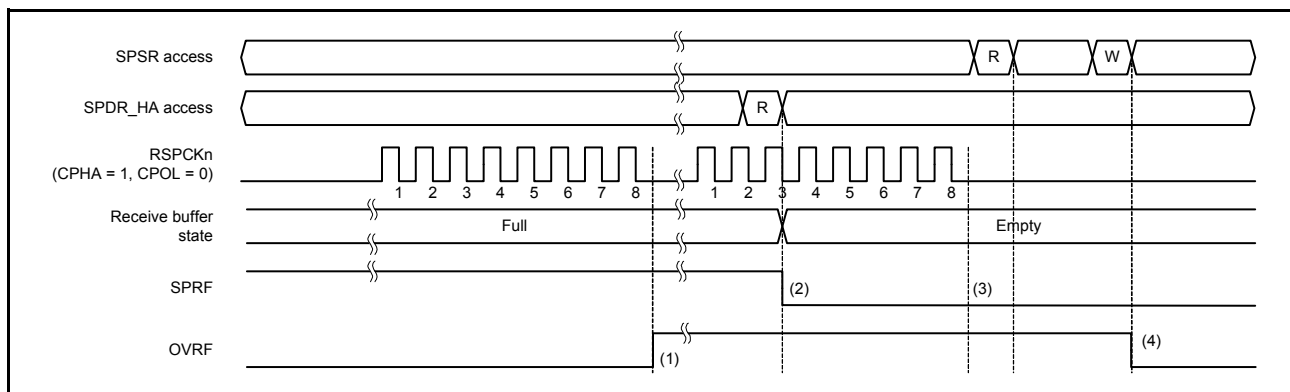 SPSR access
R
W
SPDR_HA access
R
RSPCKn
(CPHA = 1, CPOL = 0)
1 2 3 4 5 6 7 8 1 2 3 4 5 6 7 8
Receive buffer
state
Full
Empty
SPRF
(2)
(3)
OVRF
(1)
(4)